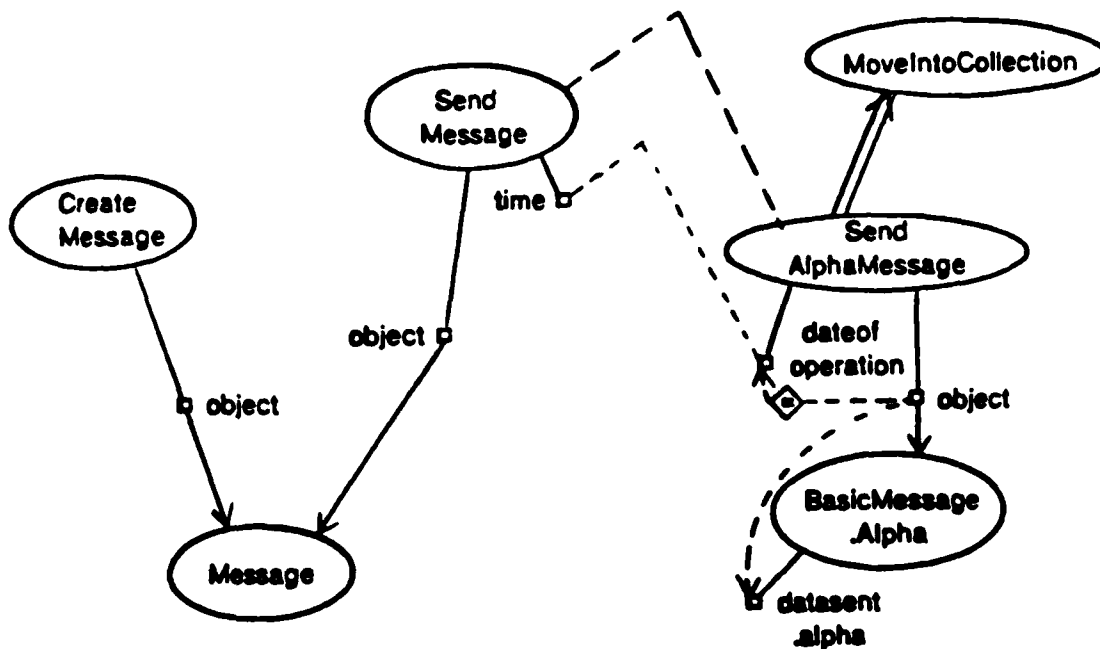 MoveIntoCollection
Send
Message
time
Create
Message
Send
AlphaMessage
object
dateof
operation
object
=
object
BasicMessage
.Alpha
Message
datasent
.alpha